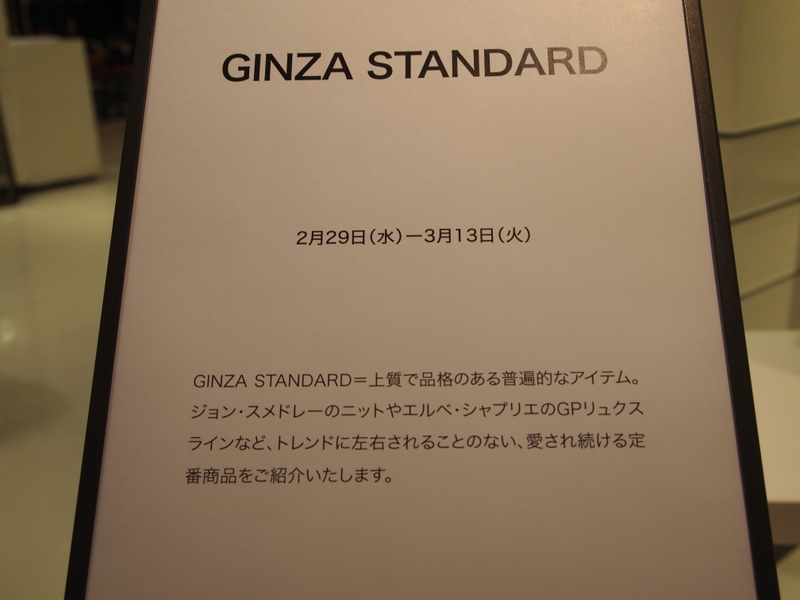 GINZA STANDARD
2月29日(水)ー3月13日(火)
GINZA STANDARD=上質で品格のある普遍的なアイテム。
ジョン・スメドレーのニットやエルベ・シャプリエのGPリュクス
ラインなど、トレンドに左右されることのない、愛され続ける定
番商品をご紹介いたします。